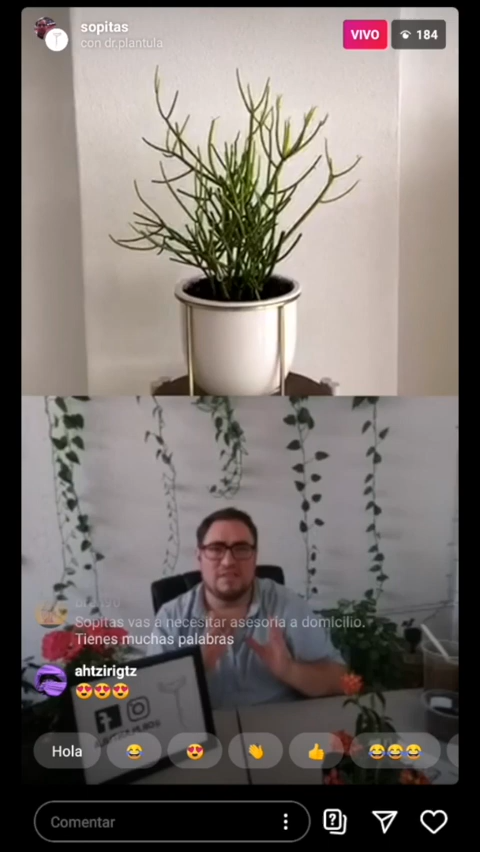 sopitas
con dr.plantula
VIVO
184
Sopitas vas a necesitar asesoria a domicilio.
Tienes muchas palabras
ahtzirigtz
Hola
Comentar